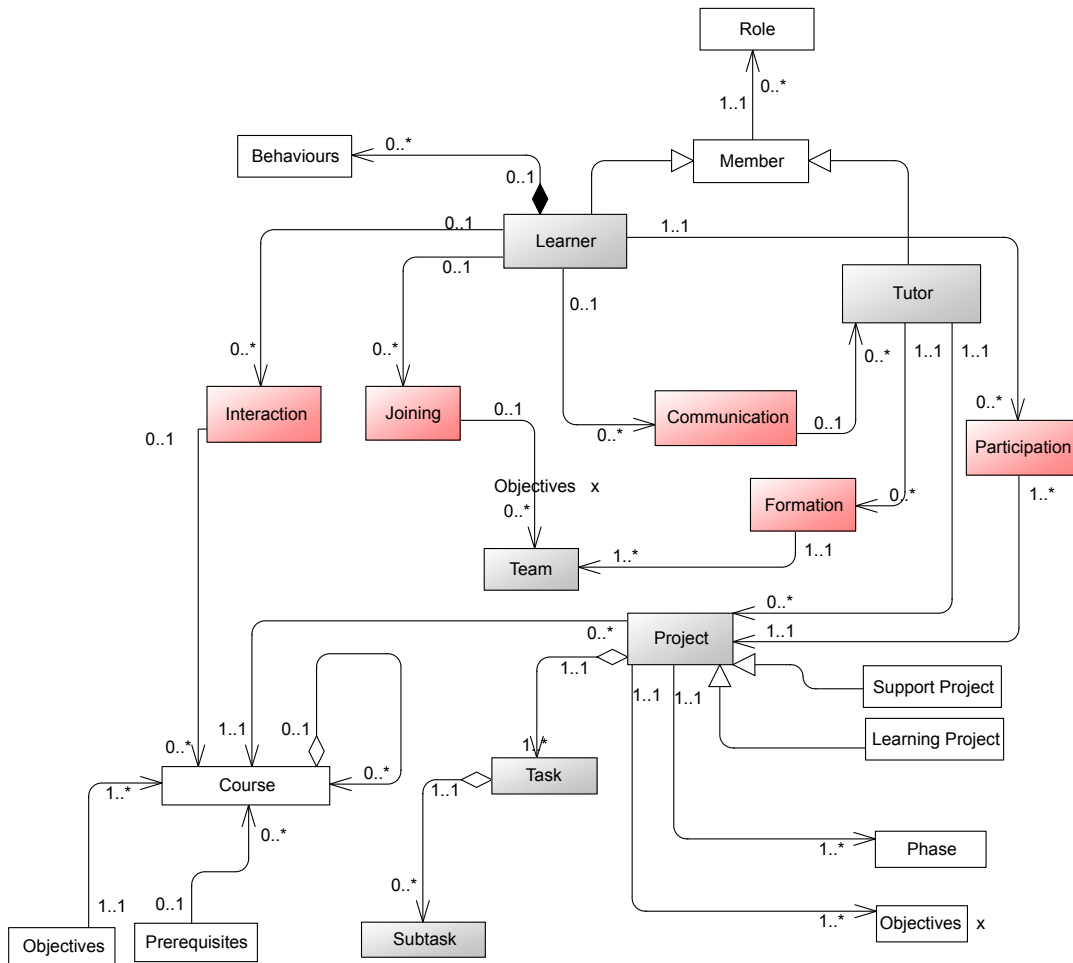 Role
0..*
1..1
Member
Behaviours
0..*
0..1
Learner
0..1
0..1
1..1
Tutor
0..1
0..*
0..*
0..*
1..1
1..1
Interaction
Joining
Communication
0..*
0..1
0..1
0..*
0..1
Participation
1..*
Objectives x
0..*
Formation
0..*
1..1
Team
1..*
Project
0..*
0..*
1..1
1..1
1..1
1..1
Support Project
Learning Project
1..1
0..1
0..*
0..*
Course
1..*
Task
1..1
1..*
0..*
1..1
0..1
0..*
Objectives
Prerequisites
Subtask
1..*
Phase
1..*
Objectives x